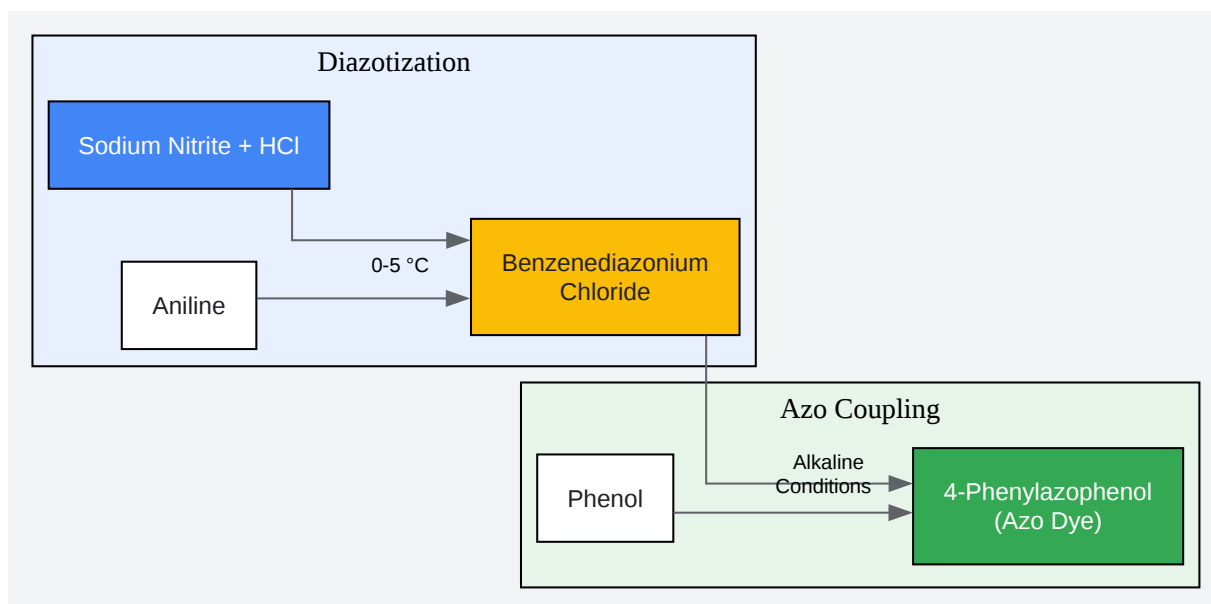 Diazotization
Sodium Nitrite + HCl
0-5 °C
Aniline
Benzenediazonium
Chloride
Azo Coupling
Phenol
Alkaline
Conditions
4-Phenylazophenol
(Azo Dye)